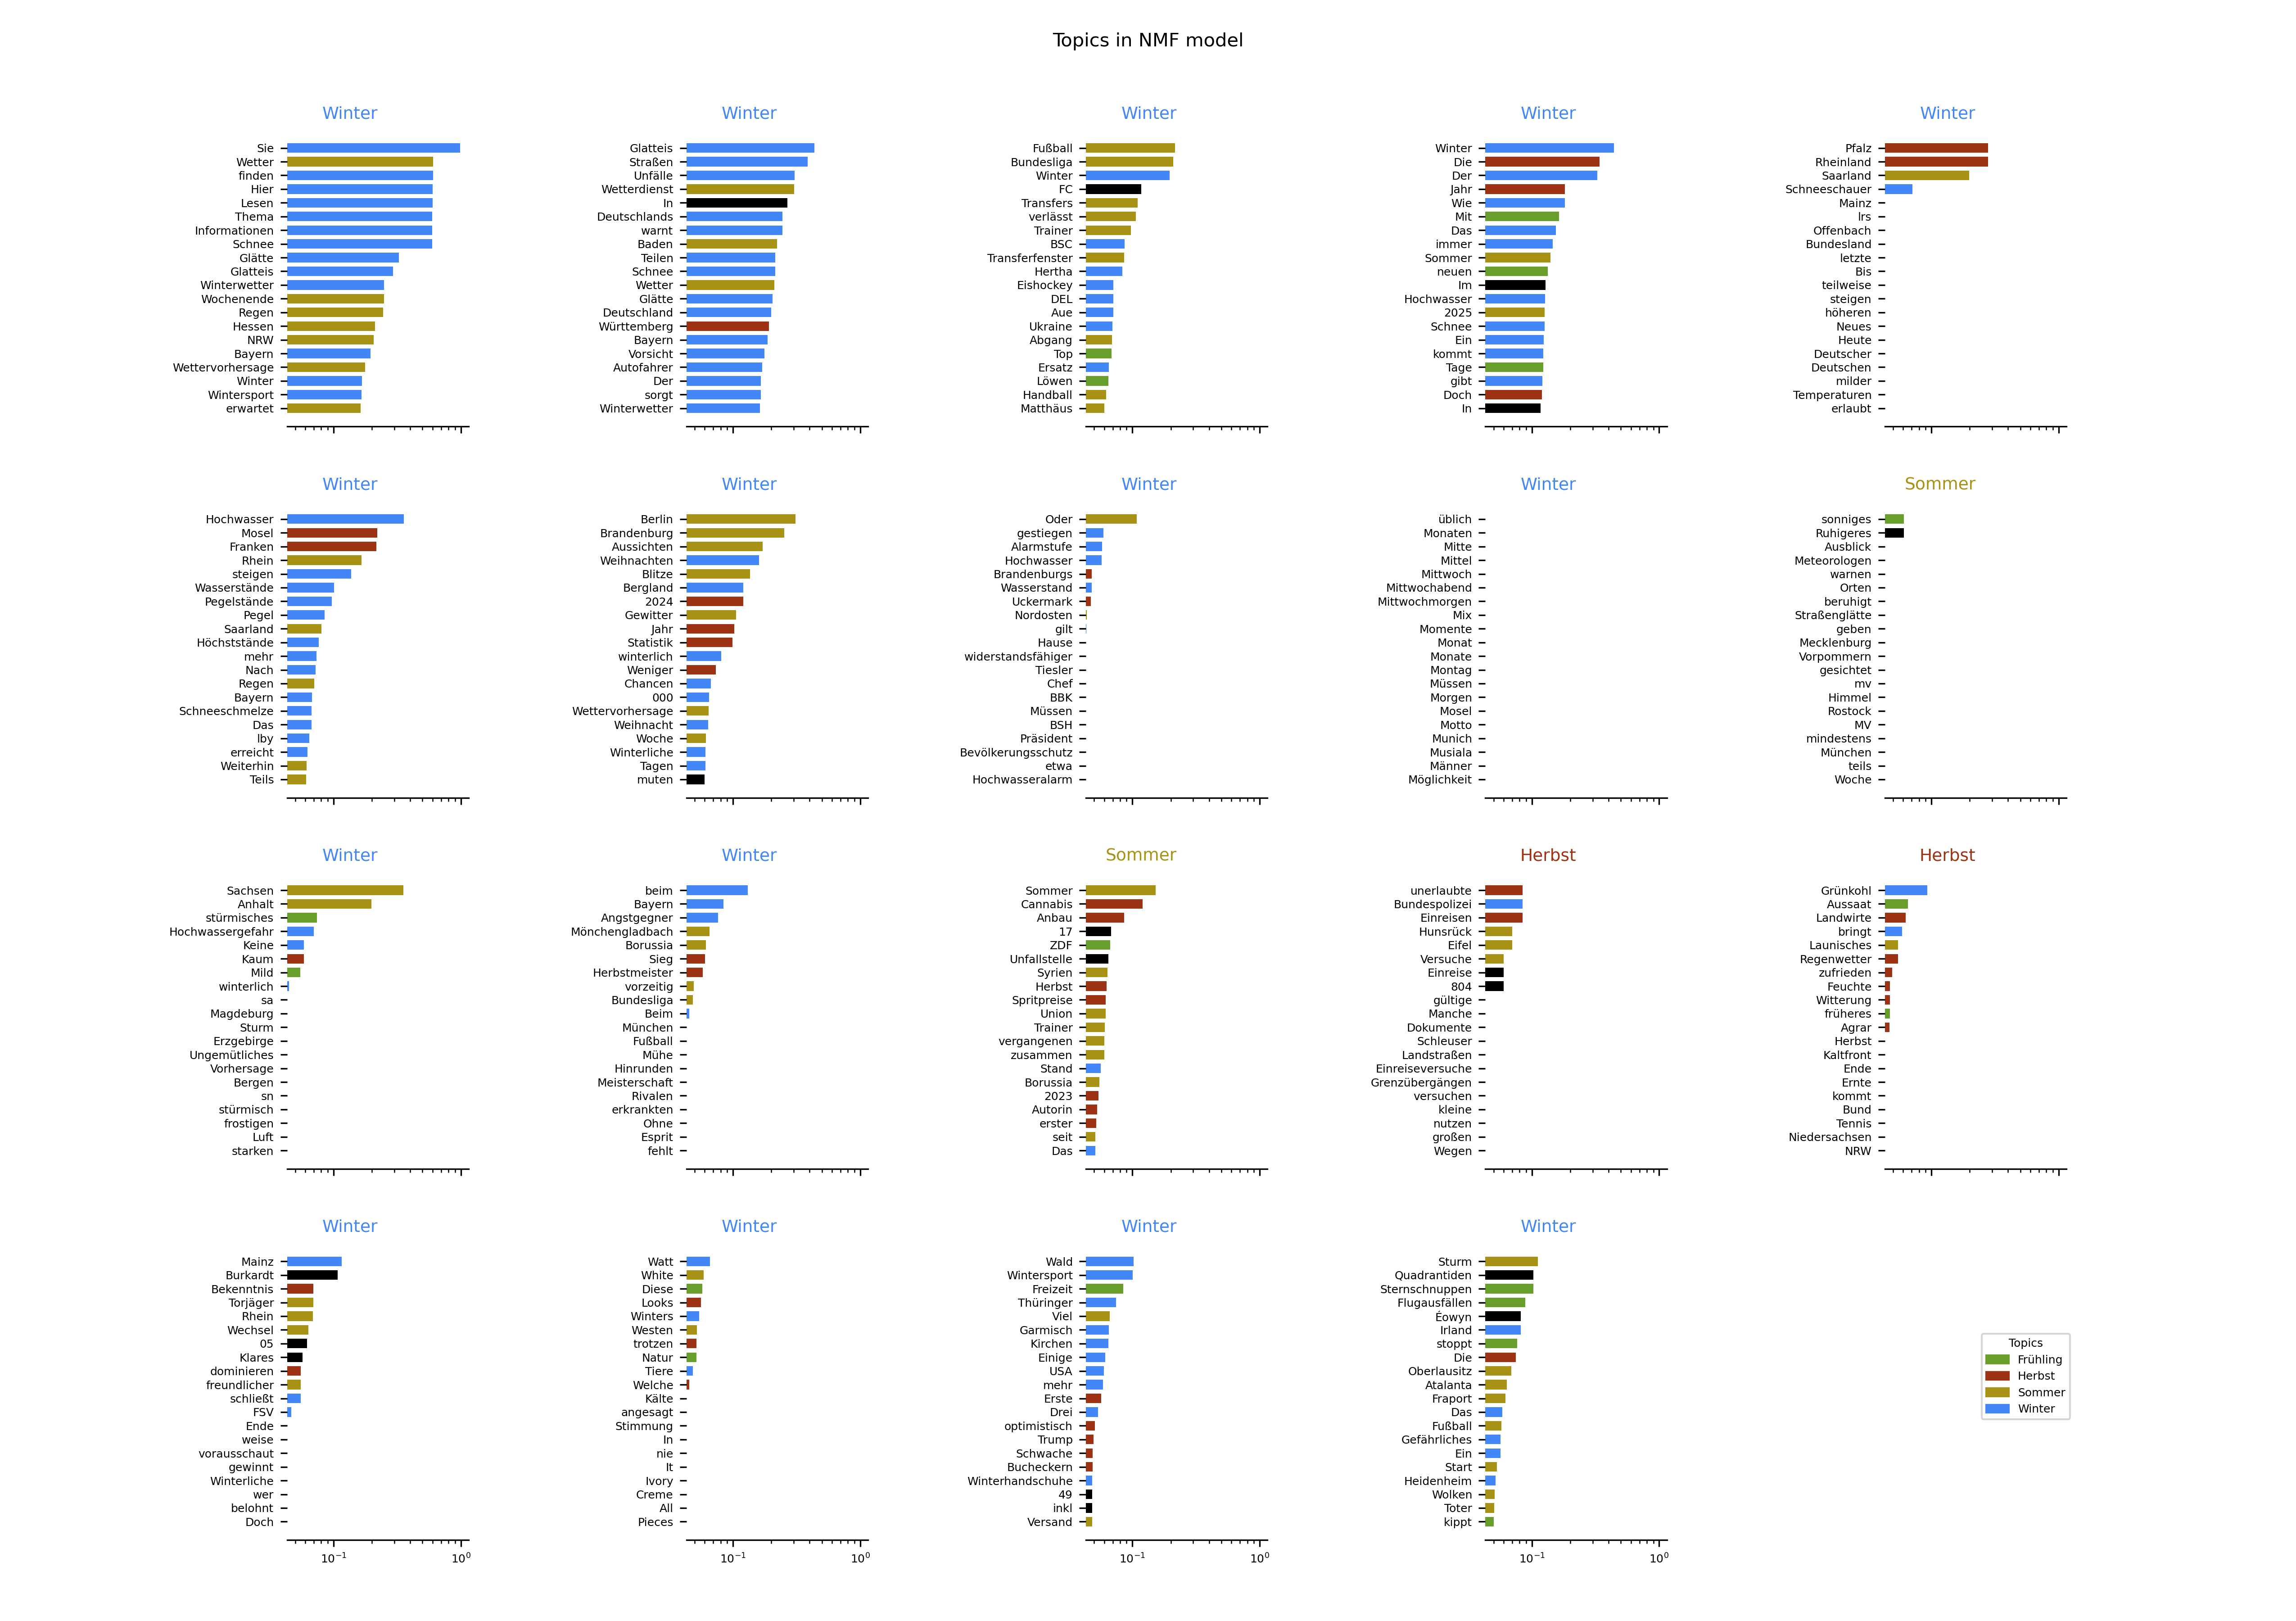 Topics in NMF model
Winter
Sie
Wetter
finden
Hier
Lesen
Thema
Informationen
Schnee
Glätte
Glatteis
Winterwetter
Wochenende
Regen
Hessen
NRW
Bayern
Wettervorhersage
Winter
Wintersport
erwartet
Winter
Glatteis
Straßen
Unfälle
Wetterdienst
In
Deutschlands
warnt
Baden
Teilen
Schnee
Wetter
Glätte
Deutschland
Württemberg
Bayern
Vorsicht
Autofahrer
Der
sorgt
Winterwetter
Winter
Fußball
Bundesliga
Winter
FC
Transfers
verlässt
Trainer
BSC
Transferfenster
Hertha
Eishockey
DEL
Aue
Ukraine
Abgang
Top
Ersatz
Löwen
Handball
Matthäus
Winter
Winter
Die
Der
Jahr
Wie
Mit
Das
immer
Sommer
neuen
Im
Hochwasser
2025
Schnee
Ein
kommt
Tage
gibt
Doch
In
Winter
Pfalz
Rheinland
Saarland
Schneeschauer
Mainz
lrs
Offenbach
Bundesland
letzte
Bis
teilweise
steigen
höheren
Neues
Heute
Deutscher
Deutschen
milder
Temperaturen
erlaubt
Winter
Hochwasser
Mosel
Franken
Rhein
steigen
Wasserstände
Pegelstände
Pegel
Saarland
Höchststände
mehr
Nach
Regen
Bayern
Schneeschmelze
Das
lby
erreicht
Weiterhin
Teils
Winter
Berlin
Brandenburg
Aussichten
Weihnachten
Blitze
Bergland
2024
Gewitter
Jahr
Statistik
winterlich
Weniger
Chancen
000
Wettervorhersage
Weihnacht
Woche
Winterliche
Tagen
muten
Winter
Oder
gestiegen
Alarmstufe
Hochwasser
Brandenburgs
Wasserstand
Uckermark
Nordosten
gilt
Hause
widerstandsfähiger
Tiesler
Chef
BBK
Müssen
BSH
Präsident
Bevölkerungsschutz
etwa
Hochwasseralarm
Winter
üblich
Monaten
Mitte
Mittel
Mittwoch
Mittwochabend
Mittwochmorgen
Mix
Momente
Monat
Monate
Montag
Müssen
Morgen
Mosel
Motto
Munich
Musiala
Männer
Möglichkeit
Sommer
sonniges
Ruhigeres
Ausblick
Meteorologen
warnen
Orten
beruhigt
Straßenglätte
geben
Mecklenburg
Vorpommern
gesichtet
mv
Himmel
Rostock
MV
mindestens
München
teils
Woche
Winter
Sachsen
Anhalt
stürmisches
Hochwassergefahr
Keine
Kaum
Mild
winterlich
sa
Magdeburg
Sturm
Erzgebirge
Ungemütliches
Vorhersage
Bergen
sn
stürmisch
frostigen
Luft
starken
Winter
beim
Bayern
Angstgegner
Mönchengladbach
Borussia
Sieg
Herbstmeister
vorzeitig
Bundesliga
Beim
München
Fußball
Mühe
Hinrunden
Meisterschaft
Rivalen
erkrankten
Ohne
Esprit
fehlt
Sommer
Sommer
Cannabis
Anbau
17
ZDF
Unfallstelle
Syrien
Herbst
Spritpreise
Union
Trainer
vergangenen
zusammen
Stand
Borussia
2023
Autorin
erster
seit
Das
Herbst
unerlaubte
Bundespolizei
Einreisen
Hunsrück
Eifel
Versuche
Einreise
804
gültige
Manche
Dokumente
Schleuser
Landstraßen
Einreiseversuche
Grenzübergängen
versuchen
kleine
nutzen
großen
Wegen
Herbst
Grünkohl
Aussaat
Landwirte
bringt
Launisches
Regenwetter
zufrieden
Feuchte
Witterung
früheres
Agrar
Herbst
Kaltfront
Ende
Ernte
kommt
Bund
Tennis
Niedersachsen
NRW
Winter
Mainz
Burkardt
Bekenntnis
Torjäger
Rhein
Wechsel
05
Klares
dominieren
freundlicher
schließt
FSV
Ende
weise
vorausschaut
gewinnt
Winterliche
wer
belohnt
Doch
10⁻¹ 10⁰
Winter
Watt
White
Diese
Looks
Winters
Westen
trotzen
Natur
Tiere
Welche
Kälte
angesagt
Stimmung
In
nie
It
Ivory
Creme
All
Pieces
10⁻¹ 10⁰
Winter
Wald
Wintersport
Freizeit
Thüringer
Viel
Garmisch
Kirchen
Einige
USA
mehr
Erste
Drei
optimistisch
Trump
Schwache
Bucheckern
Winterhandschuhe
49
inkl
Versand
10⁻¹ 10⁰
Winter
Sturm
Quadrantiden
Sternschnuppen
Flugausfällen
Éowyn
Irland
stoppt
Die
Oberlausitz
Atalanta
Fraport
Das
Fußball
Gefährliches
Ein
Start
Heidenheim
Wolken
Toter
kippt
10⁻¹ 10⁰
Topics
Frühling
Herbst
Sommer
Winter